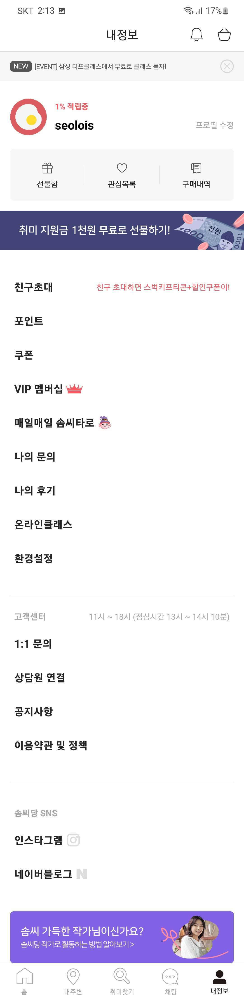 SKT 2:13 17%
내정보
NEW [EVENT] 삼성 디프클래스에서 무료로 클래스 듣자!
1% 적립중
seolois
프로필 수정
선물함 관심목록 구매내역
취미 지원금 1천원 무료로 선물하기!
1000 천원 1000
친구초대 친구 초대하면 스벅키프티콘+할인쿠폰이!
포인트
쿠폰
VIP 멤버십
매일매일 솜씨타로
나의 문의
나의 후기
온라인클래스
환경설정
고객센터 11시 ~ 18시 (점심시간 13시 ~ 14시 10분)
1:1 문의
상담원 연결
공지사항
이용약관 및 정책
솜씨당 SNS
인스타그램
네이버블로그 N
솜씨 가득한 작가님이신가요?
솜씨당 작가로 활동하는 방법 알아보기 >
홈 내주변 취미찾기 채팅 내정보